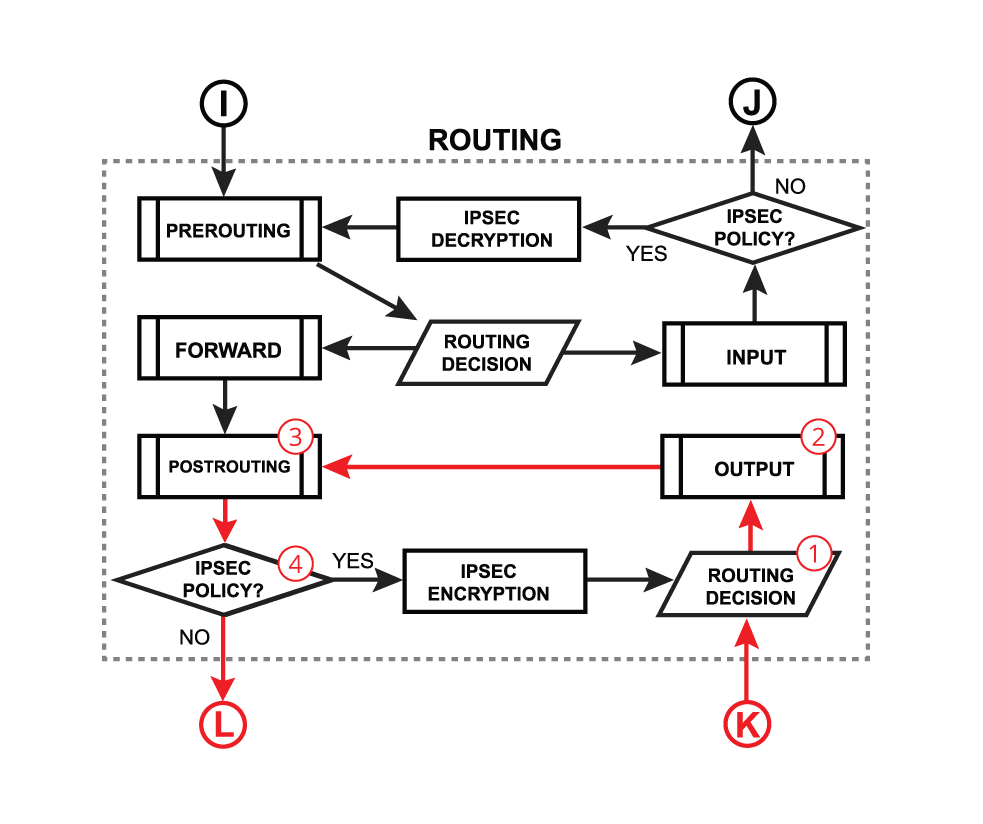 I
J
ROUTING
NO
PREROUTING
IPSEC
DECRYPTION
IPSEC
POLICY?
YES
FORWARD
ROUTING
DECISION
INPUT
3
POSTROUTING
2
OUTPUT
4
IPSEC
POLICY?
YES
IPSEC
ENCRYPTION
1
ROUTING
DECISION
NO
L
K